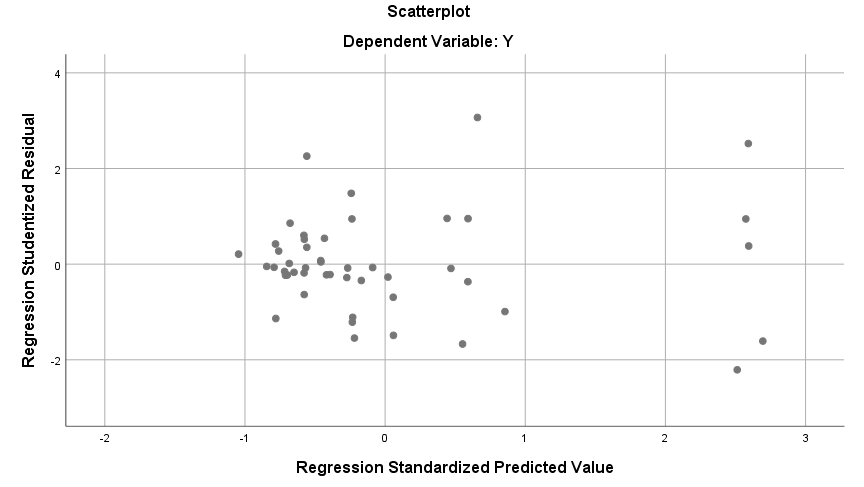 Scatterplot
Dependent Variable: Y
Regression Studentized Residual
4
2
0
-2
-2
-1
0
1
2
3
Regression Standardized Predicted Value